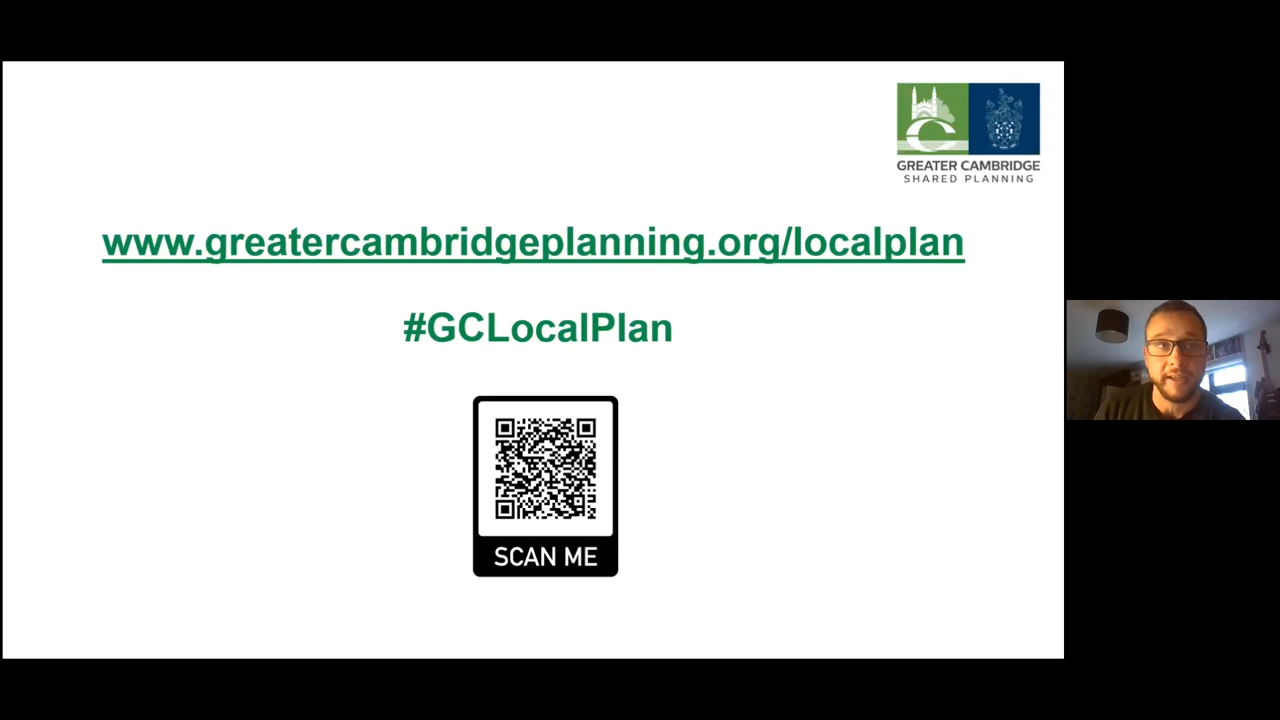 GREATER CAMBRIDGE
SHARED PLANNING
www.greatercambridgeplanning.org/localplan
#GCLocalPlan
SCAN ME